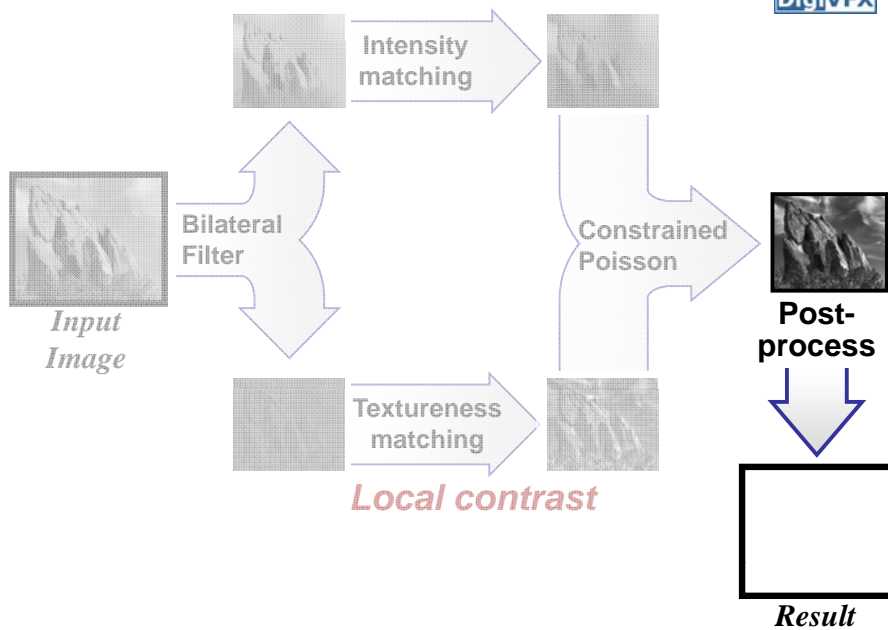 DigiVFX
Intensity
matching
Bilateral
Filter
Constrained
Poisson
Input
Image
Post-
process
Textureness
matching
Local contrast
Result